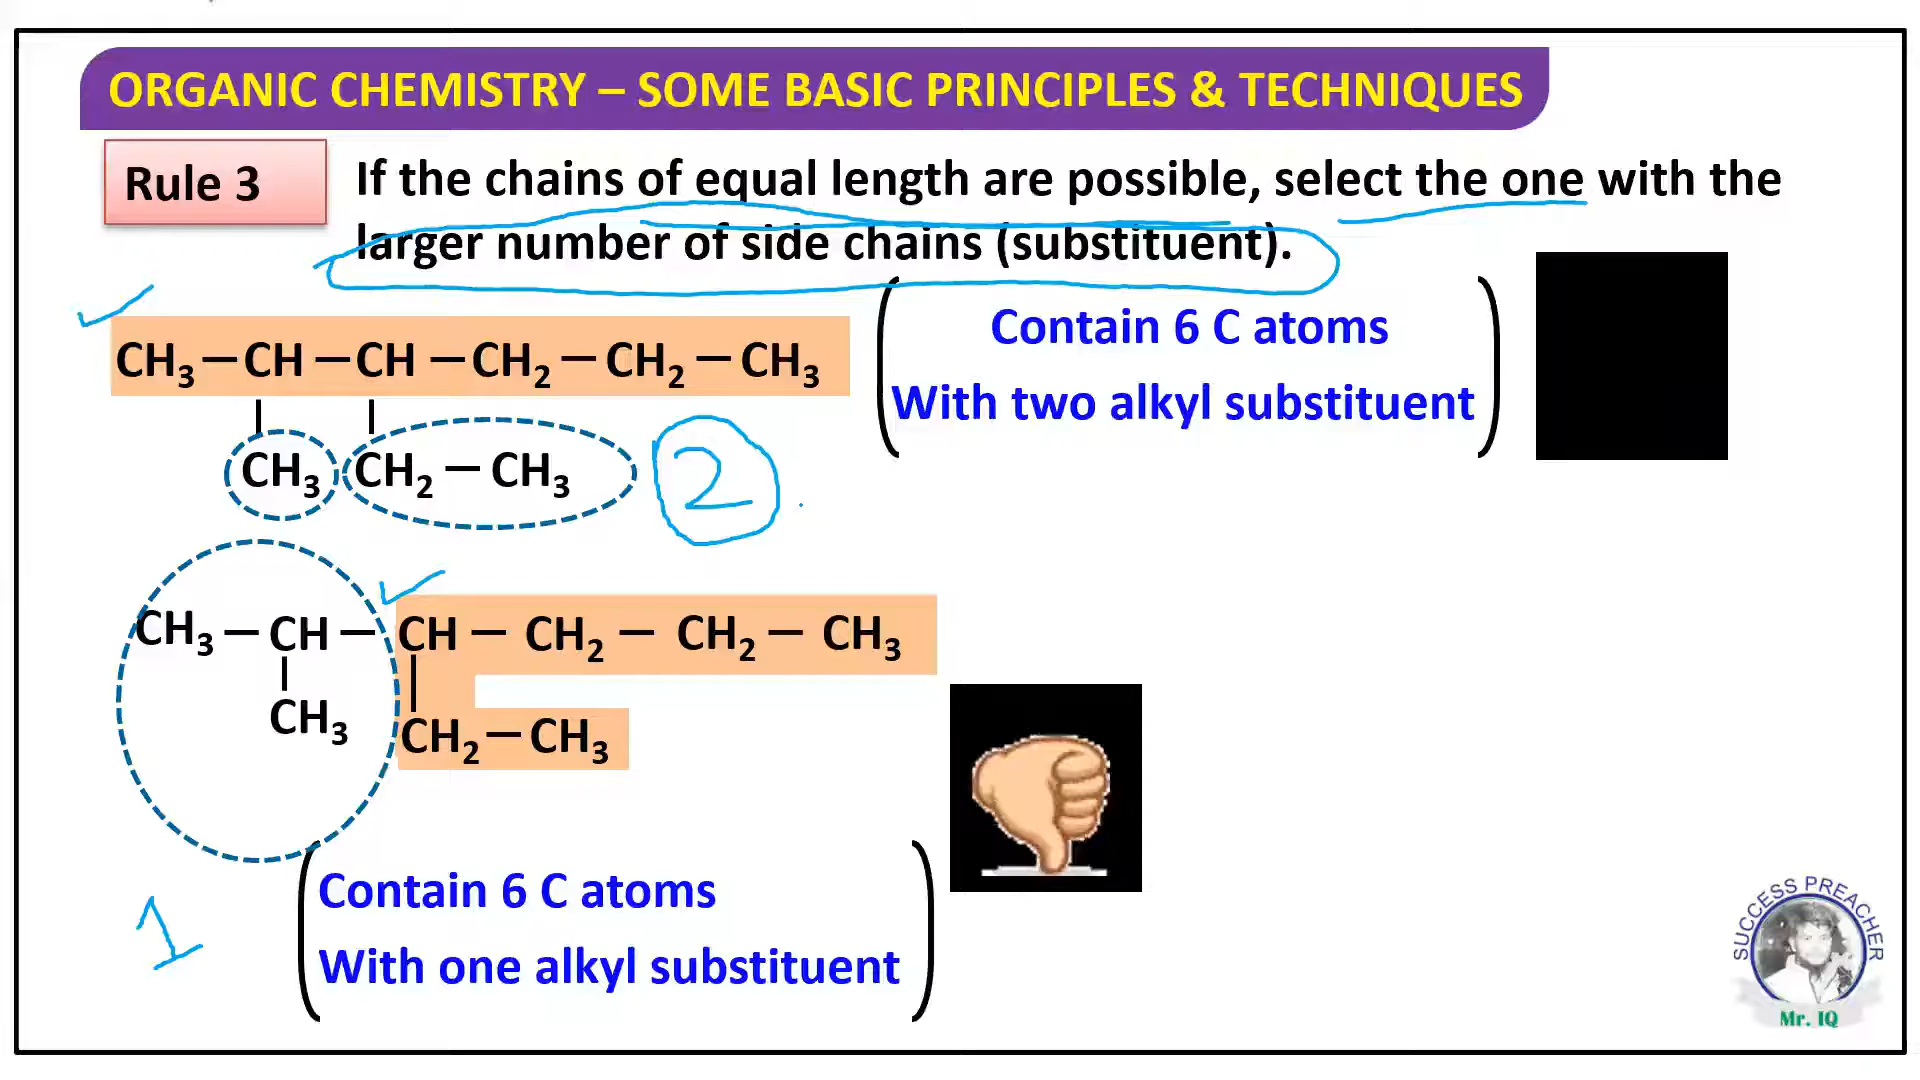 ORGANIC CHEMISTRY – SOME BASIC PRINCIPLES & TECHNIQUES
Rule 3
If the chains of equal length are possible, select the one with the
larger number of side chains (substituent).
CH₃ – CH – CH – CH₂ – CH₂ – CH₃
CH₃ CH₂ – CH₃
2
Contain 6 C atoms
With two alkyl substituent
CH₃ – CH – CH – CH₂ – CH₂ – CH₃
CH₃ CH₂ – CH₃
1
Contain 6 C atoms
With one alkyl substituent
SUCCESS PREACHER
Mr. IQ